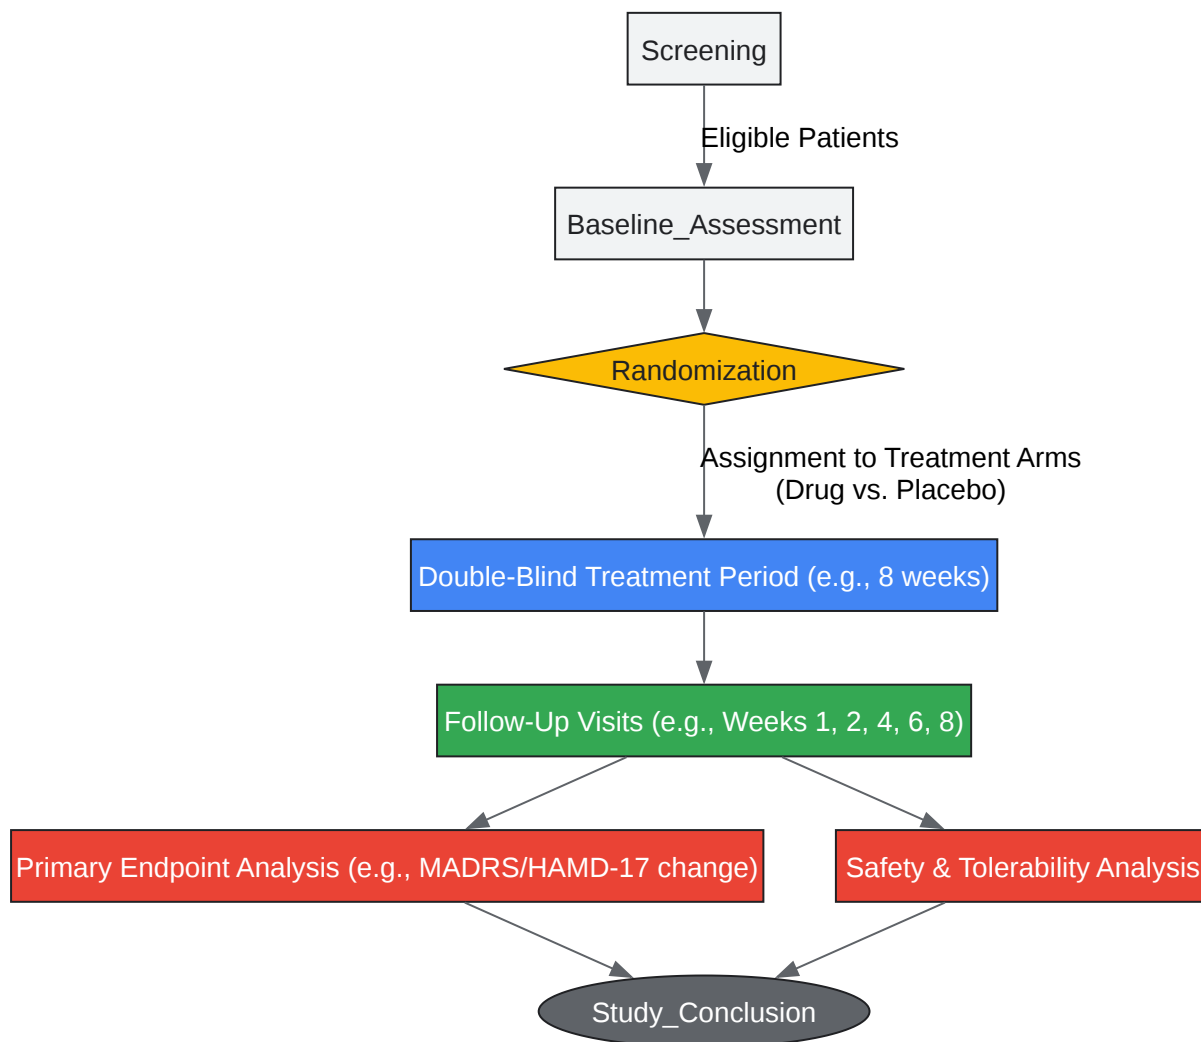 Screening
Eligible Patients
Baseline_Assessment
Randomization
Assignment to Treatment Arms
(Drug vs. Placebo)
Double-Blind Treatment Period (e.g., 8 weeks)
Follow-Up Visits (e.g., Weeks 1, 2, 4, 6, 8)
Primary Endpoint Analysis (e.g., MADRS/HAMD-17 change)
Safety & Tolerability Analysis
Study_Conclusion